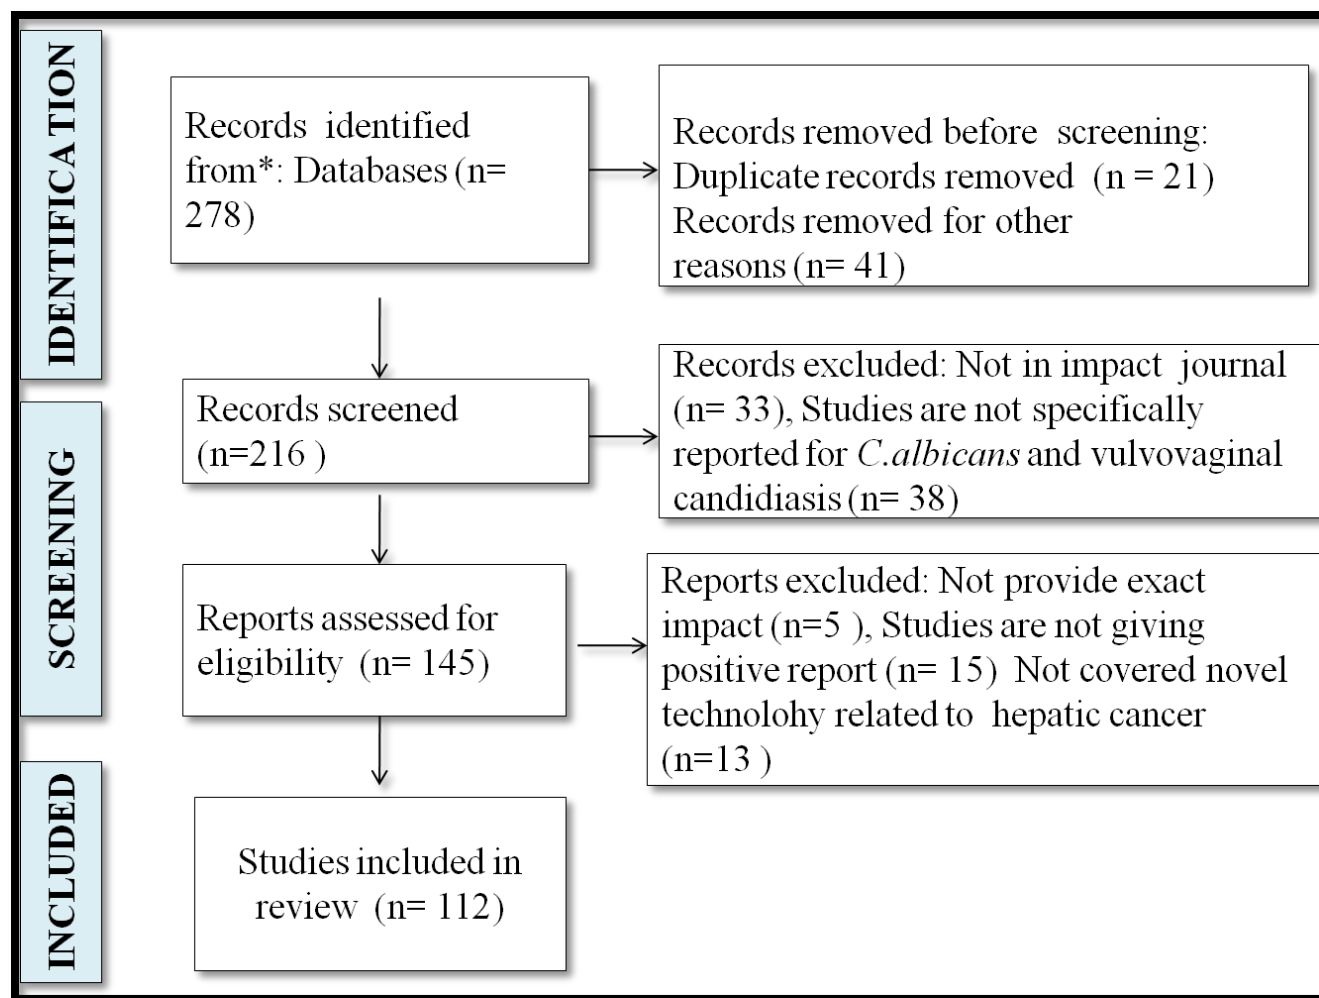 IDENTIFICATION
Records identified
from*: Databases (n=
278)
Records removed before screening:
Duplicate records removed (n = 21)
Records removed for other
reasons (n= 41)
SCREENING
Records screened
(n=216 )
Records excluded: Not in impact journal
(n= 33), Studies are not specifically
reported for C.albicans and vulvovaginal
candidiasis (n= 38)
Reports assessed for
eligibility (n= 145)
Reports excluded: Not provide exact
impact (n=5 ), Studies are not giving
positive report (n= 15) Not covered novel
technolohy related to hepatic cancer
(n=13 )
INCLUDED
Studies included in
review (n= 112)